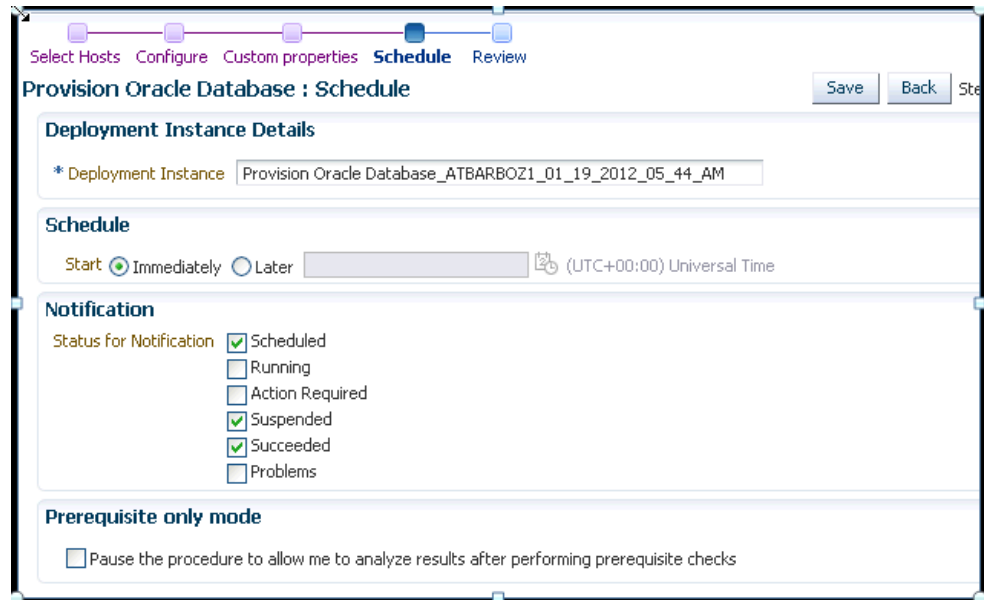 Select Hosts Configure Custom properties Schedule Review
Provision Oracle Database : Schedule Save Back Ste
Deployment Instance Details
* Deployment Instance Provision Oracle Database_ATBARBOZ1_01_19_2012_05_44_AM
Schedule
Start Immediately Later (UTC+00:00) Universal Time
Notification
Status for Notification Scheduled
Running
Action Required
Suspended
Succeeded
Problems
Prerequisite only mode
Pause the procedure to allow me to analyze results after performing prerequisite checks